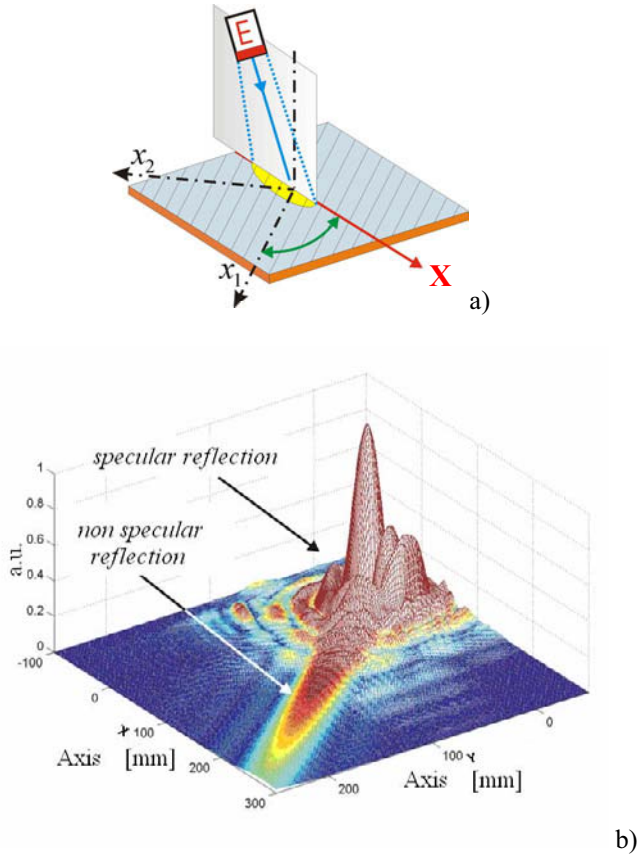 E
x₂
x₁
X
a)
specular reflection
non specular
reflection
a.u.
1
0.8
0.6
0.4
0.2
0
-100
0
100
200
300
X
Axis [mm]
200
100
0
Y
Axis [mm]
b)